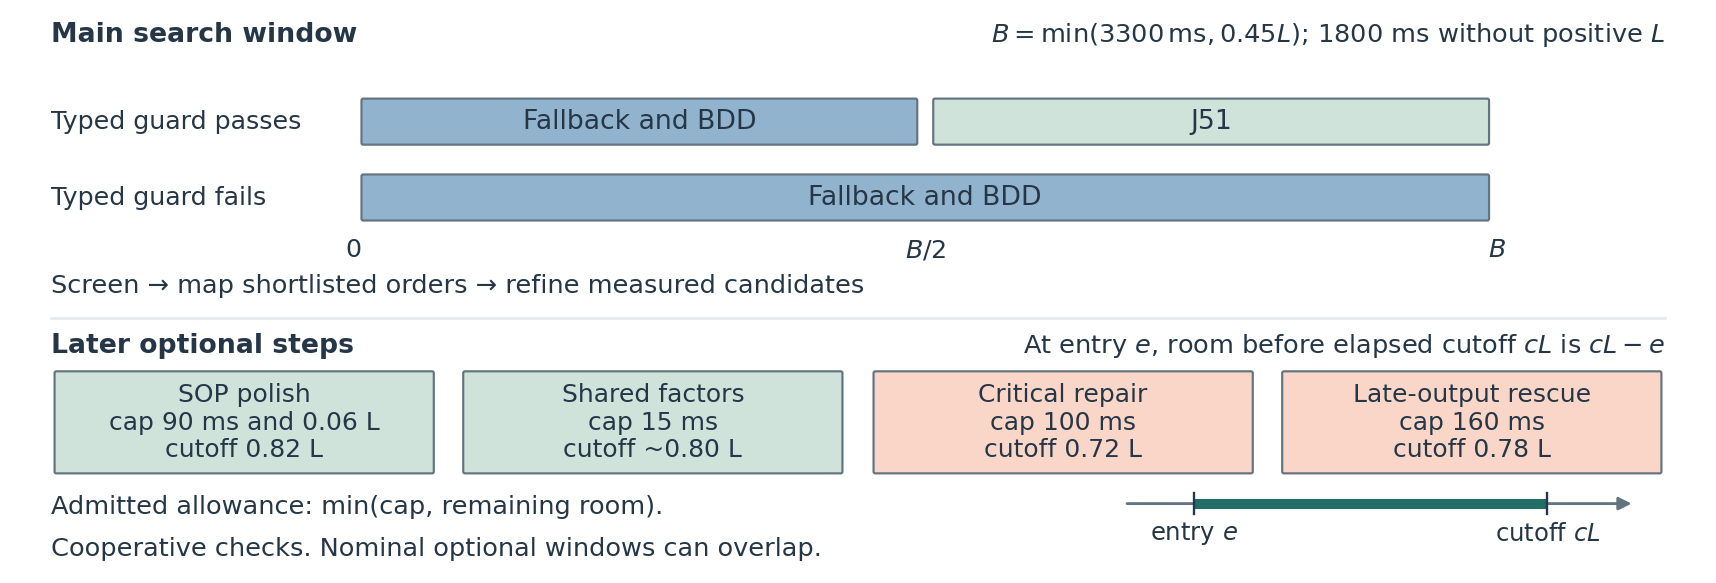 Main search window
B = min(3300 ms, 0.45L); 1800 ms without positive L
Typed guard passes
Fallback and BDD
J51
Typed guard fails
Fallback and BDD
0
B/2
B
Screen → map shortlisted orders → refine measured candidates
Later optional steps
At entry e, room before elapsed cutoff cL is cL − e
SOP polish
cap 90 ms and 0.06 L
cutoff 0.82 L
Shared factors
cap 15 ms
cutoff ~0.80 L
Critical repair
cap 100 ms
cutoff 0.72 L
Late-output rescue
cap 160 ms
cutoff 0.78 L
Admitted allowance: min(cap, remaining room).
entry e
cutoff cL
Cooperative checks. Nominal optional windows can overlap.